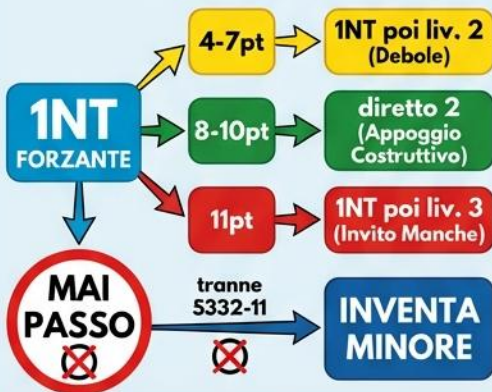 1NT
FORZANTE
4-7pt
1NT poi liv. 2
(Debole)
8-10pt
diretto 2
(Appoggio
Costruttivo)
11pt
1NT poi liv. 3
(Invito Manche)
MAI
PASSO
tranne
5332-11
INVENTA
MINORE